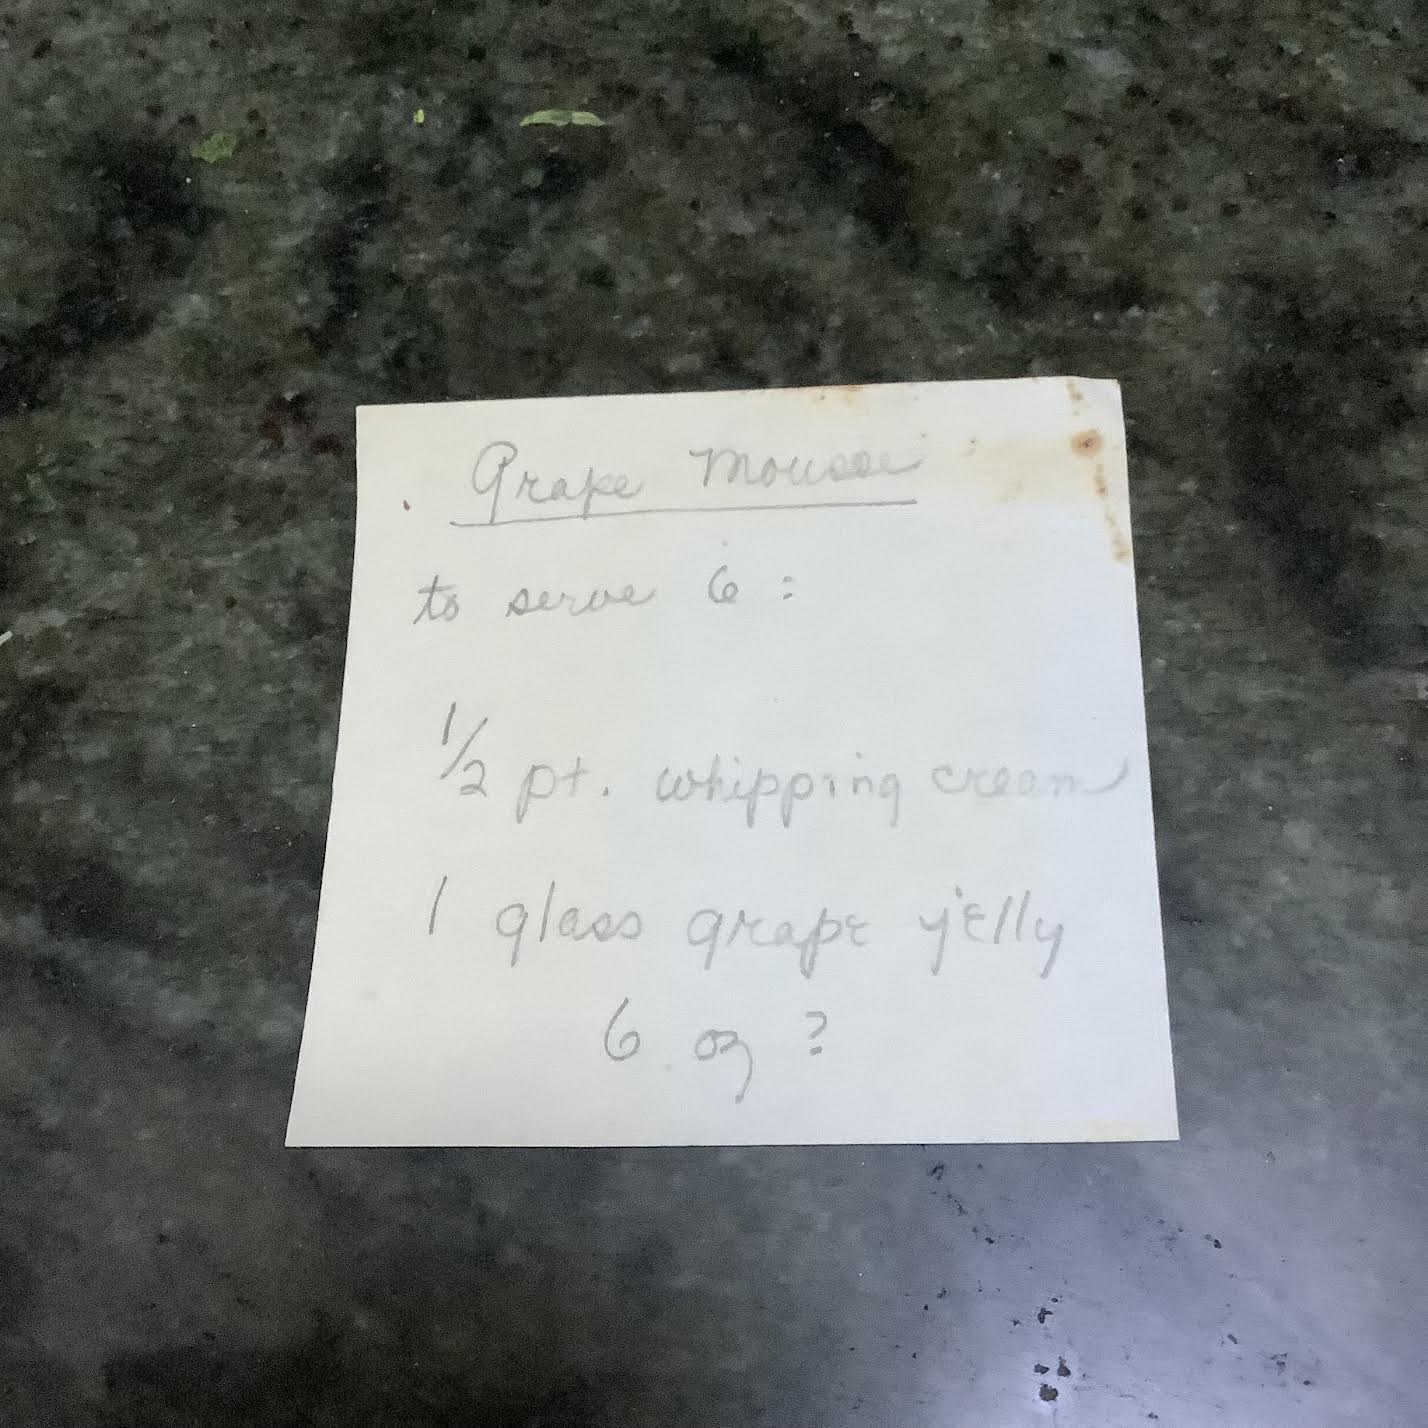 Grape Mousse
to serve 6 :
1/2 pt. whipping cream
1 glass grape jelly
6 oz ?